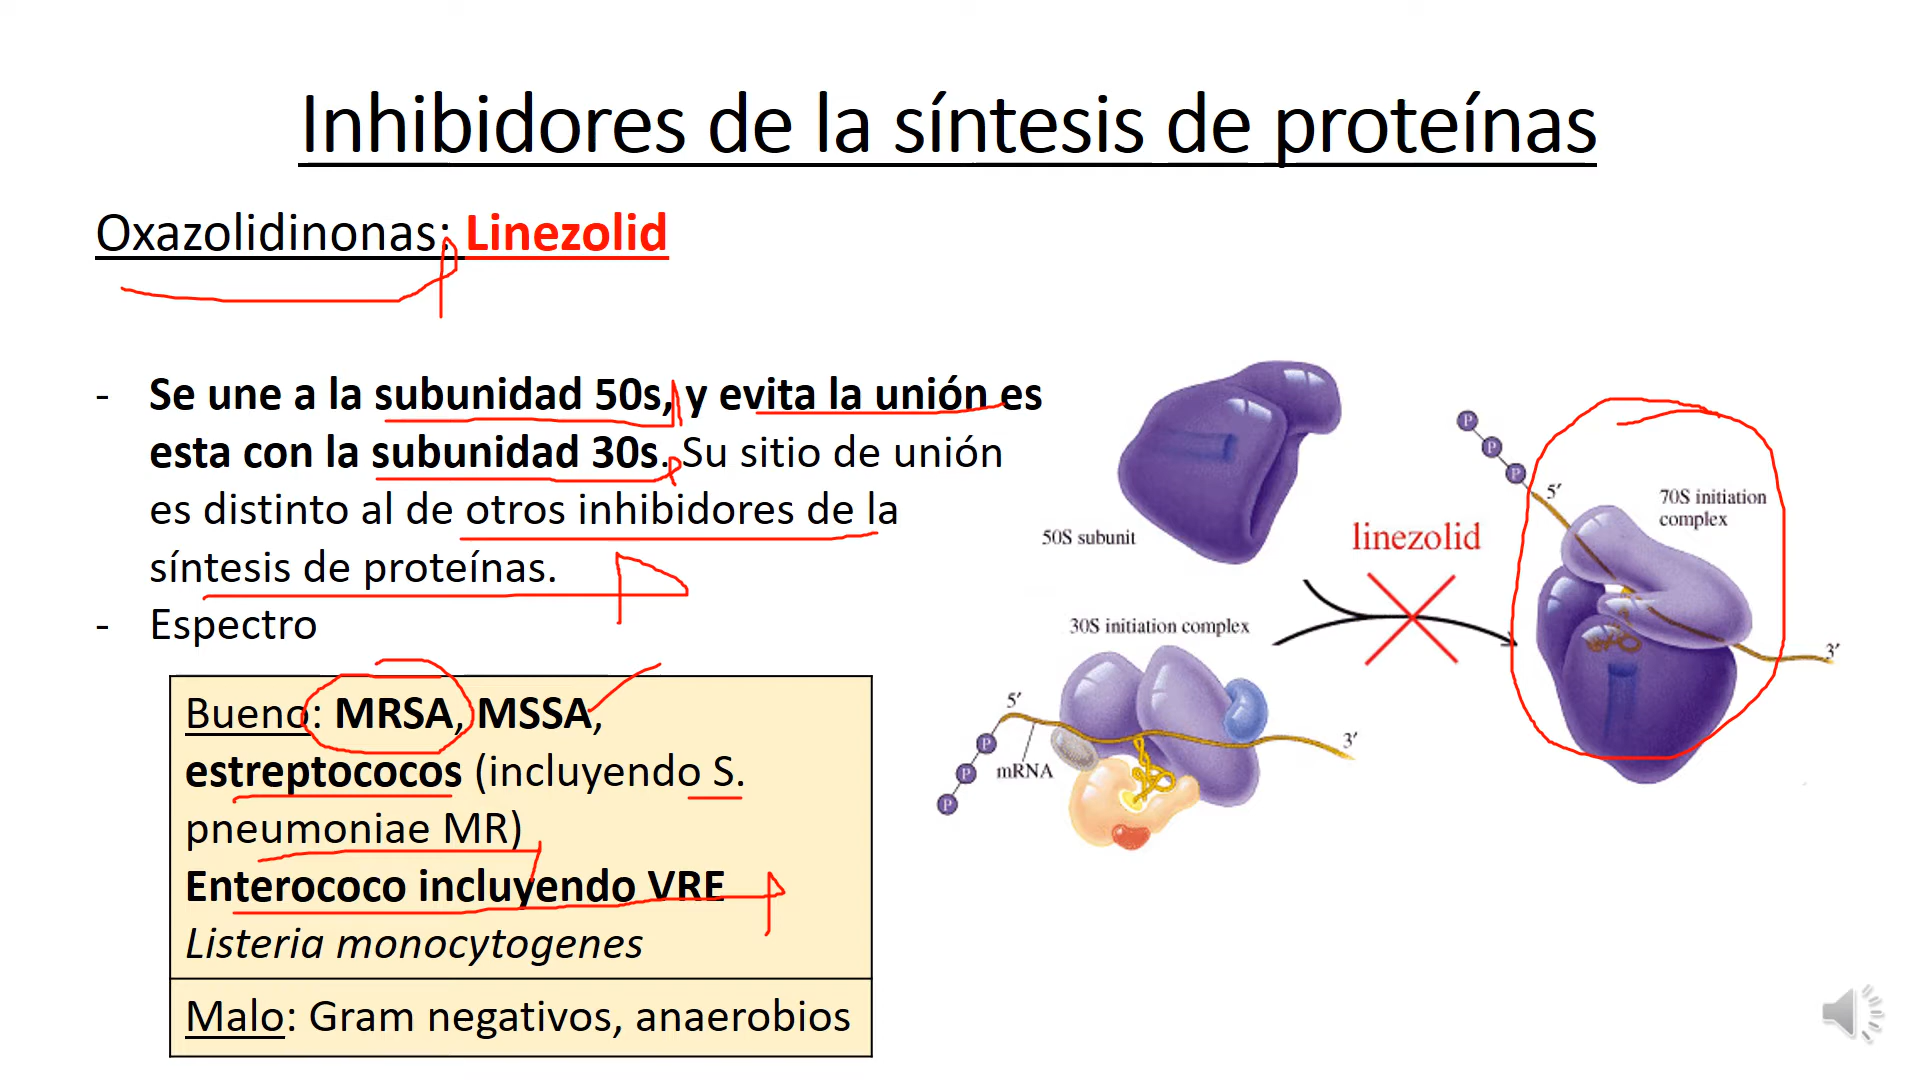 Inhibidores de la síntesis de proteínas
Oxazolidinonas: Linezolid
- Se une a la subunidad 50s, y evita la unión es
esta con la subunidad 30s. Su sitio de unión
es distinto al de otros inhibidores de la
síntesis de proteínas.
- Espectro
Bueno: MRSA, MSSA,
estreptococos (incluyendo S.
pneumoniae MR)
Enterococo incluyendo VRE
Listeria monocytogenes
Malo: Gram negativos, anaerobios
50S subunit
30S initiation complex
5′
mRNA
3′
P
P
P
linezolid
P
P
P
5′
70S initiation
complex
3′